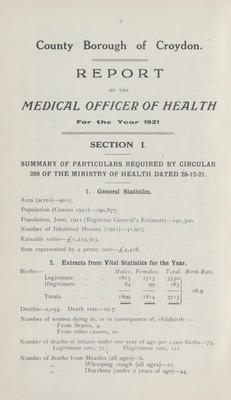 County Borough of Croydon.
REPORT
OF THE
MEDICAL OFFICER OF HEALTH
For the Year 1921
SECTION I.
SUMMARY OF PARTICULARS REQUIRED BY CIRCULAR
269 OF THE MINISTRY OF HEALTH DATED 28-12-21.
1. General Statistics.
Area (acres)—9012.
Population (Census 1921)—190,877.
Population, June, 1921 (Registrar General's Estimate)—191,500.
Number of Inhabited Houses (1921)—41,903.
Rateable value—£1,223,303.
Sum represented by a penny rate—£4,418.
2. Extracts from Vital Statistics for the Year.
Births— Males. Females. Total. Birth Rate.
Legitimate 1815 1715 3530
Illegitimate 84 99 183
18.9
Totals 1899 1814 3713
Deaths—2,054. Death rate—10.7.
Number of women dying in, or in consequence of, childbirth :—
From Sepsis, 4.
From other causes, 10.
Number of deaths of infants under one year of age per 1,000 births—73.
Legitimate rate, 71; Illegitimate rate, 111.
Number of deaths from Measles (all ages)—6.
,, Whooping cough (all ages)—21.
,, Diarrhœa (under 2 years of age)—44.